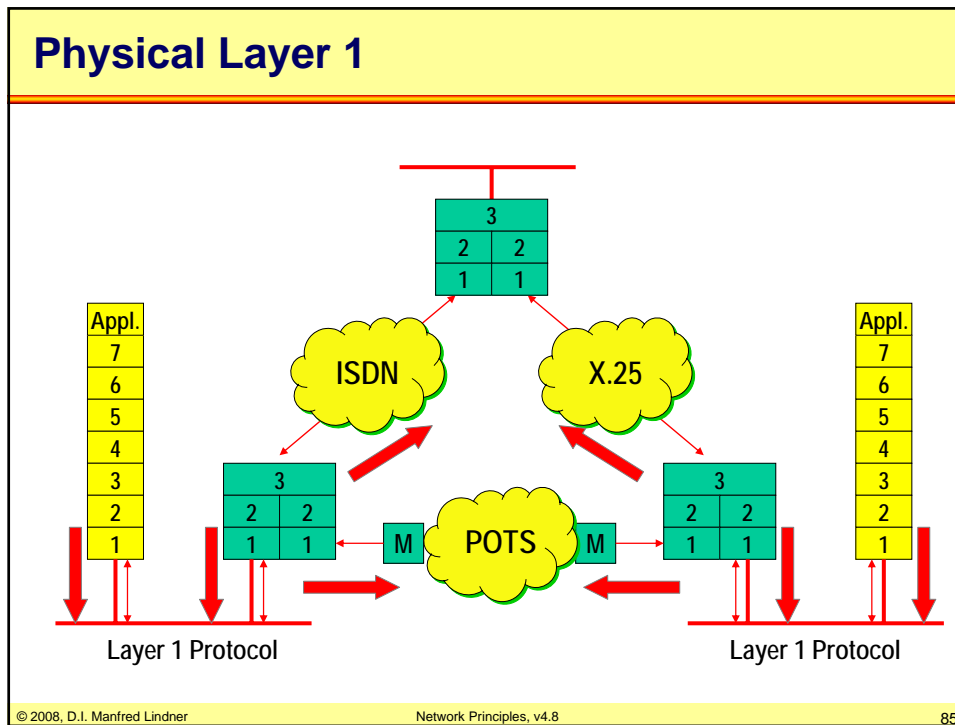 Physical Layer 1
3
2 2
1 1
Appl.
7
6
5
4
3
2
1
ISDN
X.25
Appl.
7
6
5
4
3
2
1
3
2 2
1 1
M
POTS
M
3
2 2
1 1
Layer 1 Protocol
Layer 1 Protocol
© 2008, D.I. Manfred Lindner
Network Principles, v4.8
85